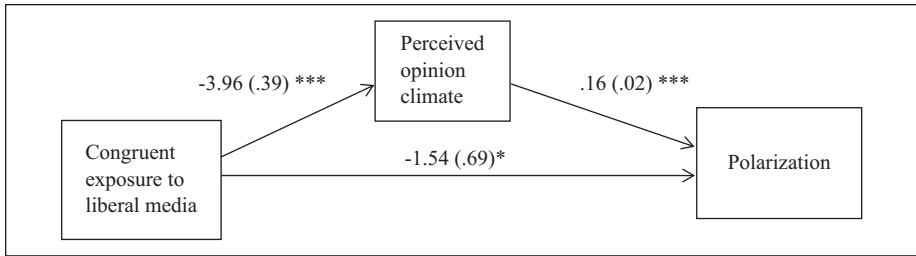 Perceived
opinion
climate
-3.96 (.39) ***
.16 (.02) ***
Congruent
exposure to
liberal media
-1.54 (.69)*
Polarization